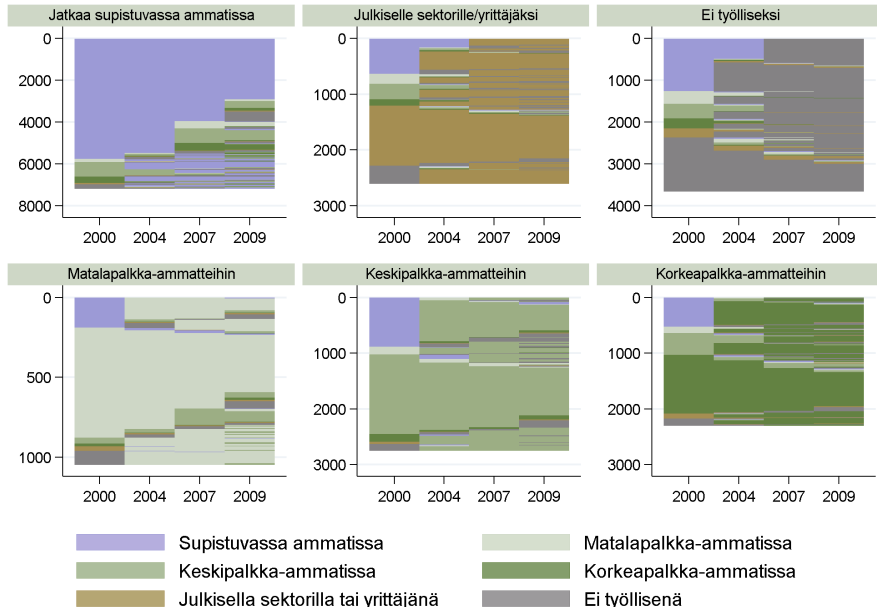 Jatkaa supistuvassa ammatissa
Julkiselle sektorille/yrittäjäksi
Ei työlliseksi
0
2000
4000
6000
8000
2000 2004 2007 2009
0
1000
2000
3000
2000 2004 2007 2009
0
1000
2000
3000
4000
2000 2004 2007 2009
Matalapalkka-ammatteihin
Keskipalkka-ammatteihin
Korkeapalkka-ammatteihin
0
500
1000
2000 2004 2007 2009
0
1000
2000
3000
2000 2004 2007 2009
0
1000
2000
3000
2000 2004 2007 2009
Supistuvassa ammatissa
Matalapalkka-ammatissa
Keskipalkka-ammatissa
Korkeapalkka-ammatissa
Julkisella sektorilla tai yrittäjänä
Ei työllisenä